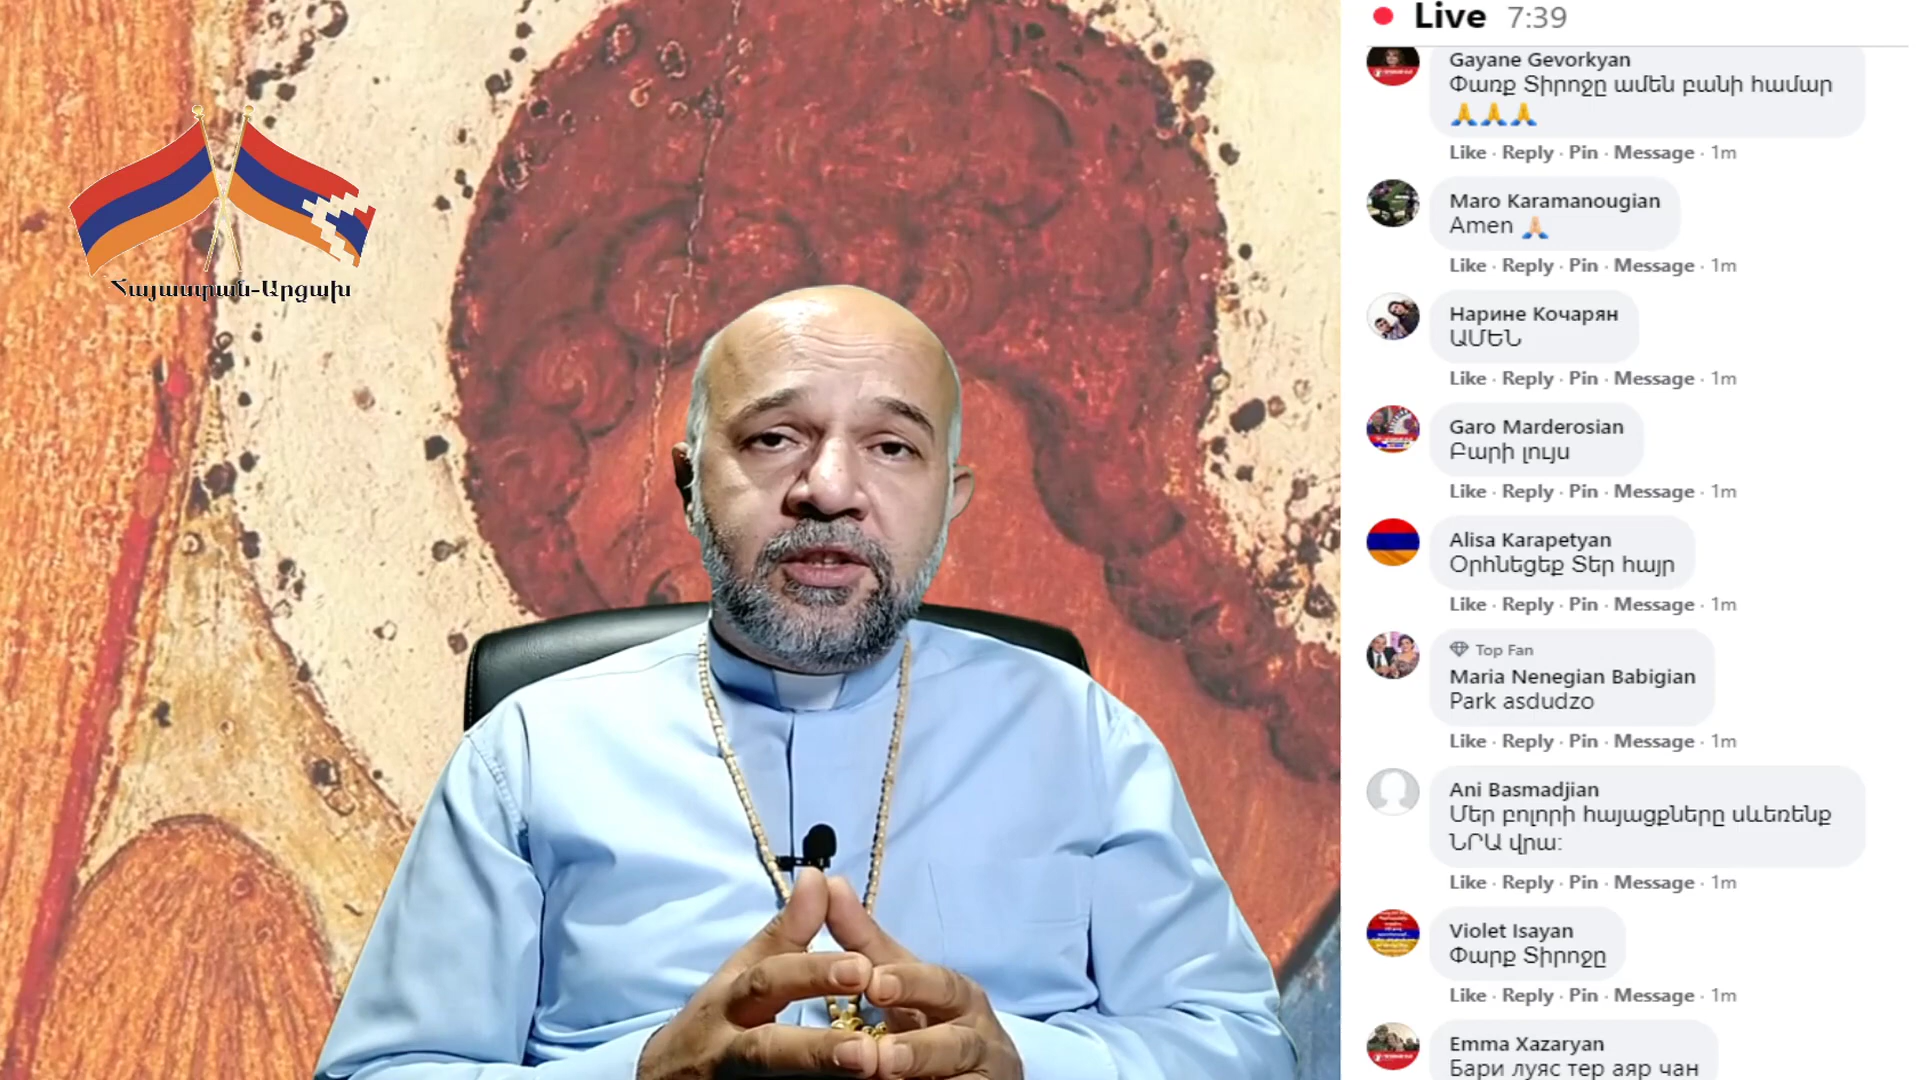 Հայաստան-Արցախ
Live 7:39
Gayane Gevorkyan
Փառք Տիրոջը ամեն բանի համար
🙏🙏🙏
Like · Reply · Pin · Message · 1m
Maro Karamanougian
Amen 🙏🏻
Like · Reply · Pin · Message · 1m
Нарине Кочарян
ԱՄԵՆ
Like · Reply · Pin · Message · 1m
Garo Marderosian
Բարի լույս
Like · Reply · Pin · Message · 1m
Alisa Karapetyan
Օրհնեցեք Տեր հայր
Like · Reply · Pin · Message · 1m
Top Fan
Maria Nenegian Babigian
Park asdudzo
Like · Reply · Pin · Message · 1m
Ani Basmadjian
Մեր բոլորի հայացքները սևեռենք
ՆՐԱ վրա։
Like · Reply · Pin · Message · 1m
Violet Isayan
Փարք Տիրոջը
Like · Reply · Pin · Message · 1m
Emma Xazaryan
Бари луяс тер аяр чан